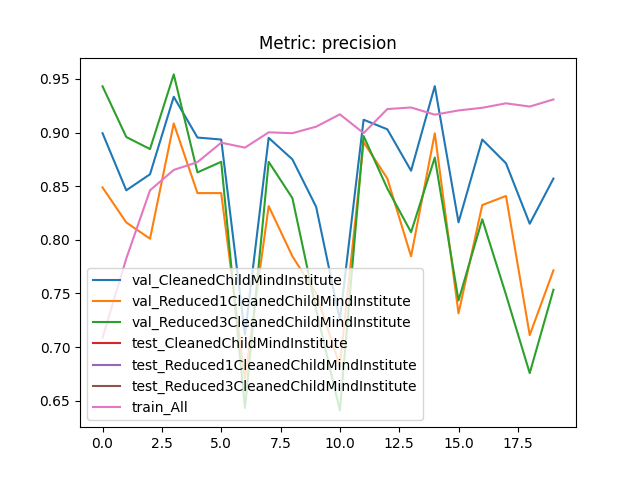 Metric: precision
0.95
0.90
0.85
0.80
0.75
0.70
0.65
val_CleanedChildMindInstitute
val_Reduced1CleanedChildMindInstitute
val_Reduced3CleanedChildMindInstitute
test_CleanedChildMindInstitute
test_Reduced1CleanedChildMindInstitute
test_Reduced3CleanedChildMindInstitute
train_All
0.0 2.5 5.0 7.5 10.0 12.5 15.0 17.5